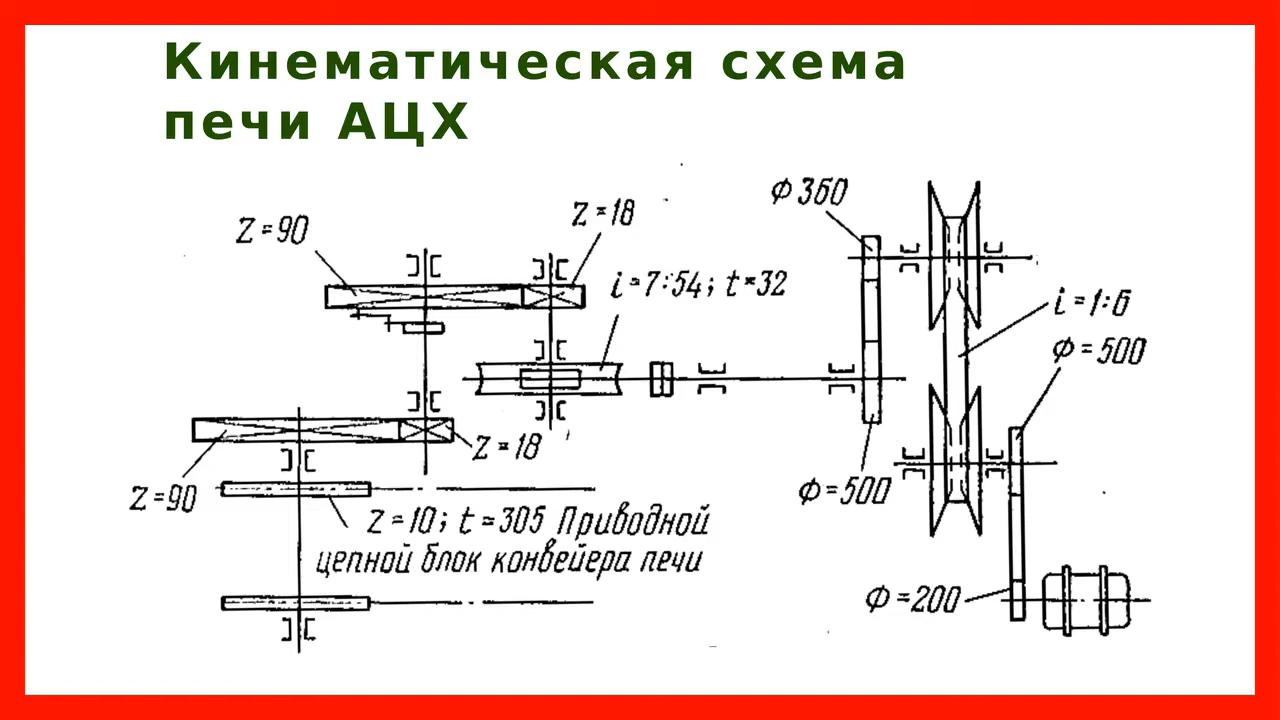 Кинематическая схема
печи АЦХ
Ф 360
Z=18
Z=90
i=7:54; t=32
i=1:6
Ф=500
Z=18
Ф=500
Z=90
Z=10; t=305 Приводной
цепной блок конвейера печи
Ф=200